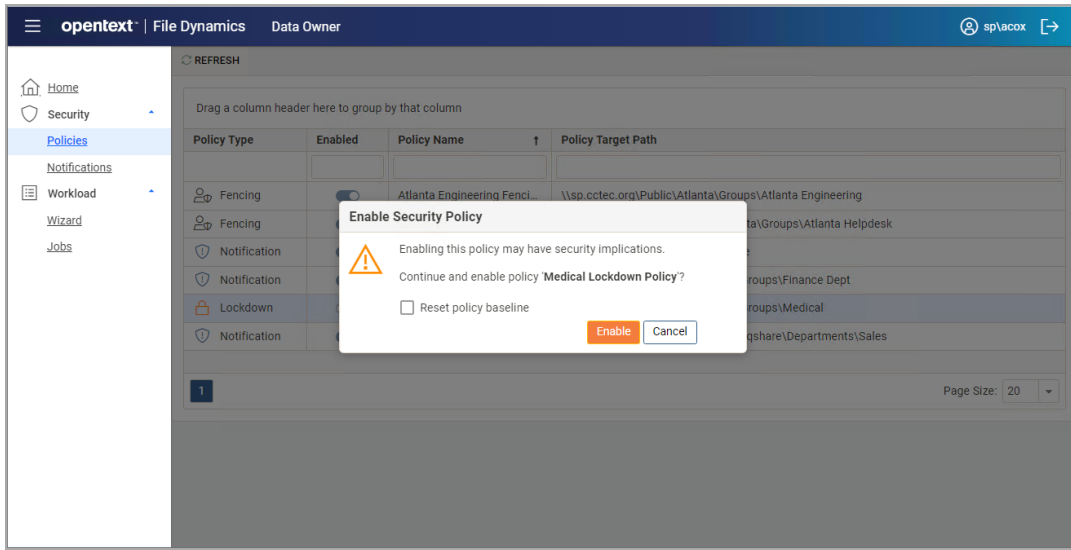 opentext™ | File Dynamics Data Owner sp\acox
REFRESH
Home
Security
Policies
Notifications
Workload
Wizard
Jobs
Drag a column header here to group by that column
Policy Type Enabled Policy Name ↑ Policy Target Path
Fencing Atlanta Engineering Fenci... \\sp.cctec.org\Public\Atlanta\Groups\Atlanta Engineering
Fencing ta\Groups\Atlanta Helpdesk
Notification
Notification roups\Finance Dept
Lockdown roups\Medical
Notification qshare\Departments\Sales
Enable Security Policy
Enabling this policy may have security implications.
Continue and enable policy 'Medical Lockdown Policy'?
Reset policy baseline
Enable Cancel
1 Page Size: 20